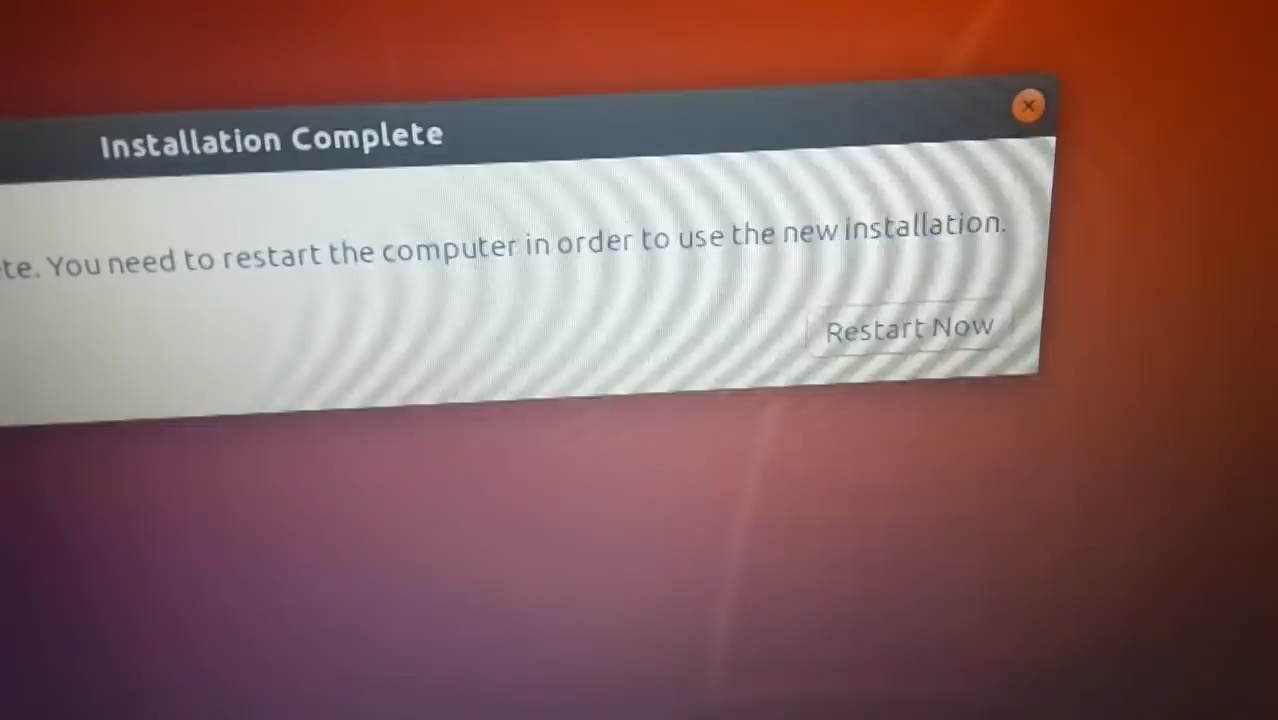 Installation Complete
te. You need to restart the computer in order to use the new installation.
Restart Now